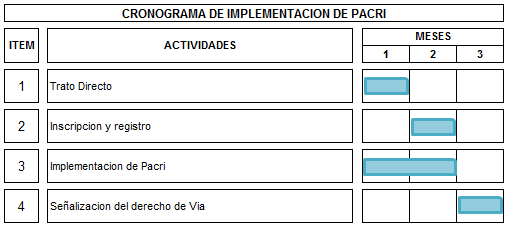 CRONOGRAMA DE IMPLEMENTACION DE PACRI
ITEM ACTIVIDADES MESES
1 2 3
1 Trato Directo
2 Inscripcion y registro
3 Implementacion de Pacri
4 Señalizacion del derecho de Via